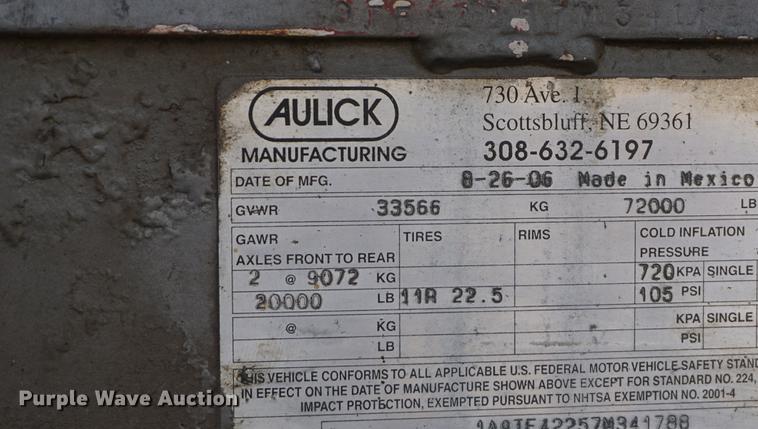 AULICK
MANUFACTURING
730 Ave. I
Scottsbluff, NE 69361
308-632-6197
DATE OF MFG. 8-26-06 Made in Mexico
GVWR 33566 KG 72000 LB
GAWR TIRES RIMS COLD INFLATION
AXLES FRONT TO REAR PRESSURE
2 @ 9072 KG 720 KPA SINGLE
20000 LB 11R 22.5 105 PSI
@ KG KPA SINGLE
LB PSI
THIS VEHICLE CONFORMS TO ALL APPLICABLE U.S. FEDERAL MOTOR VEHICLE SAFETY STAND
IN EFFECT ON THE DATE OF MANUFACTURE SHOWN ABOVE EXCEPT FOR STANDARD NO. 224,
IMPACT PROTECTION, EXEMPTED PURSUANT TO NHTSA EXEMPTION NO. 2001-4
Purple Wave Auction